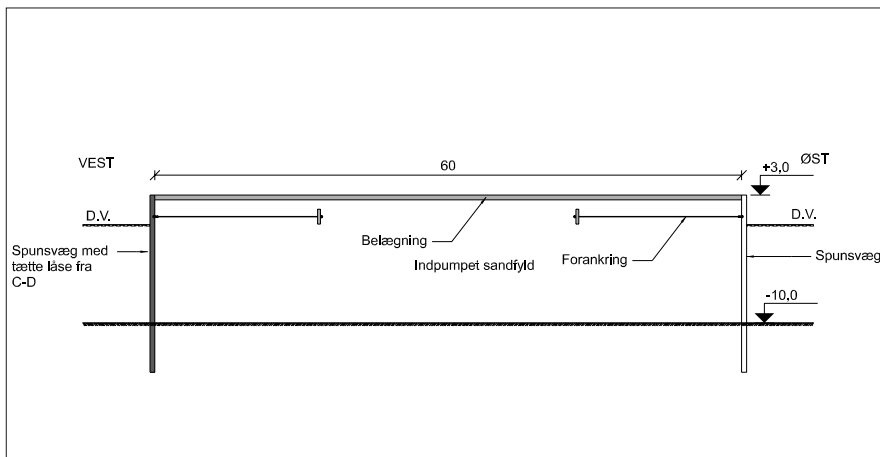 VEST
60
+3,0
ØST
D.V.
D.V.
Belægning
Forankring
Spunsvæg med
tætte låse fra
C-D
Indpumpet sandfyld
Spunsvæg
-10,0